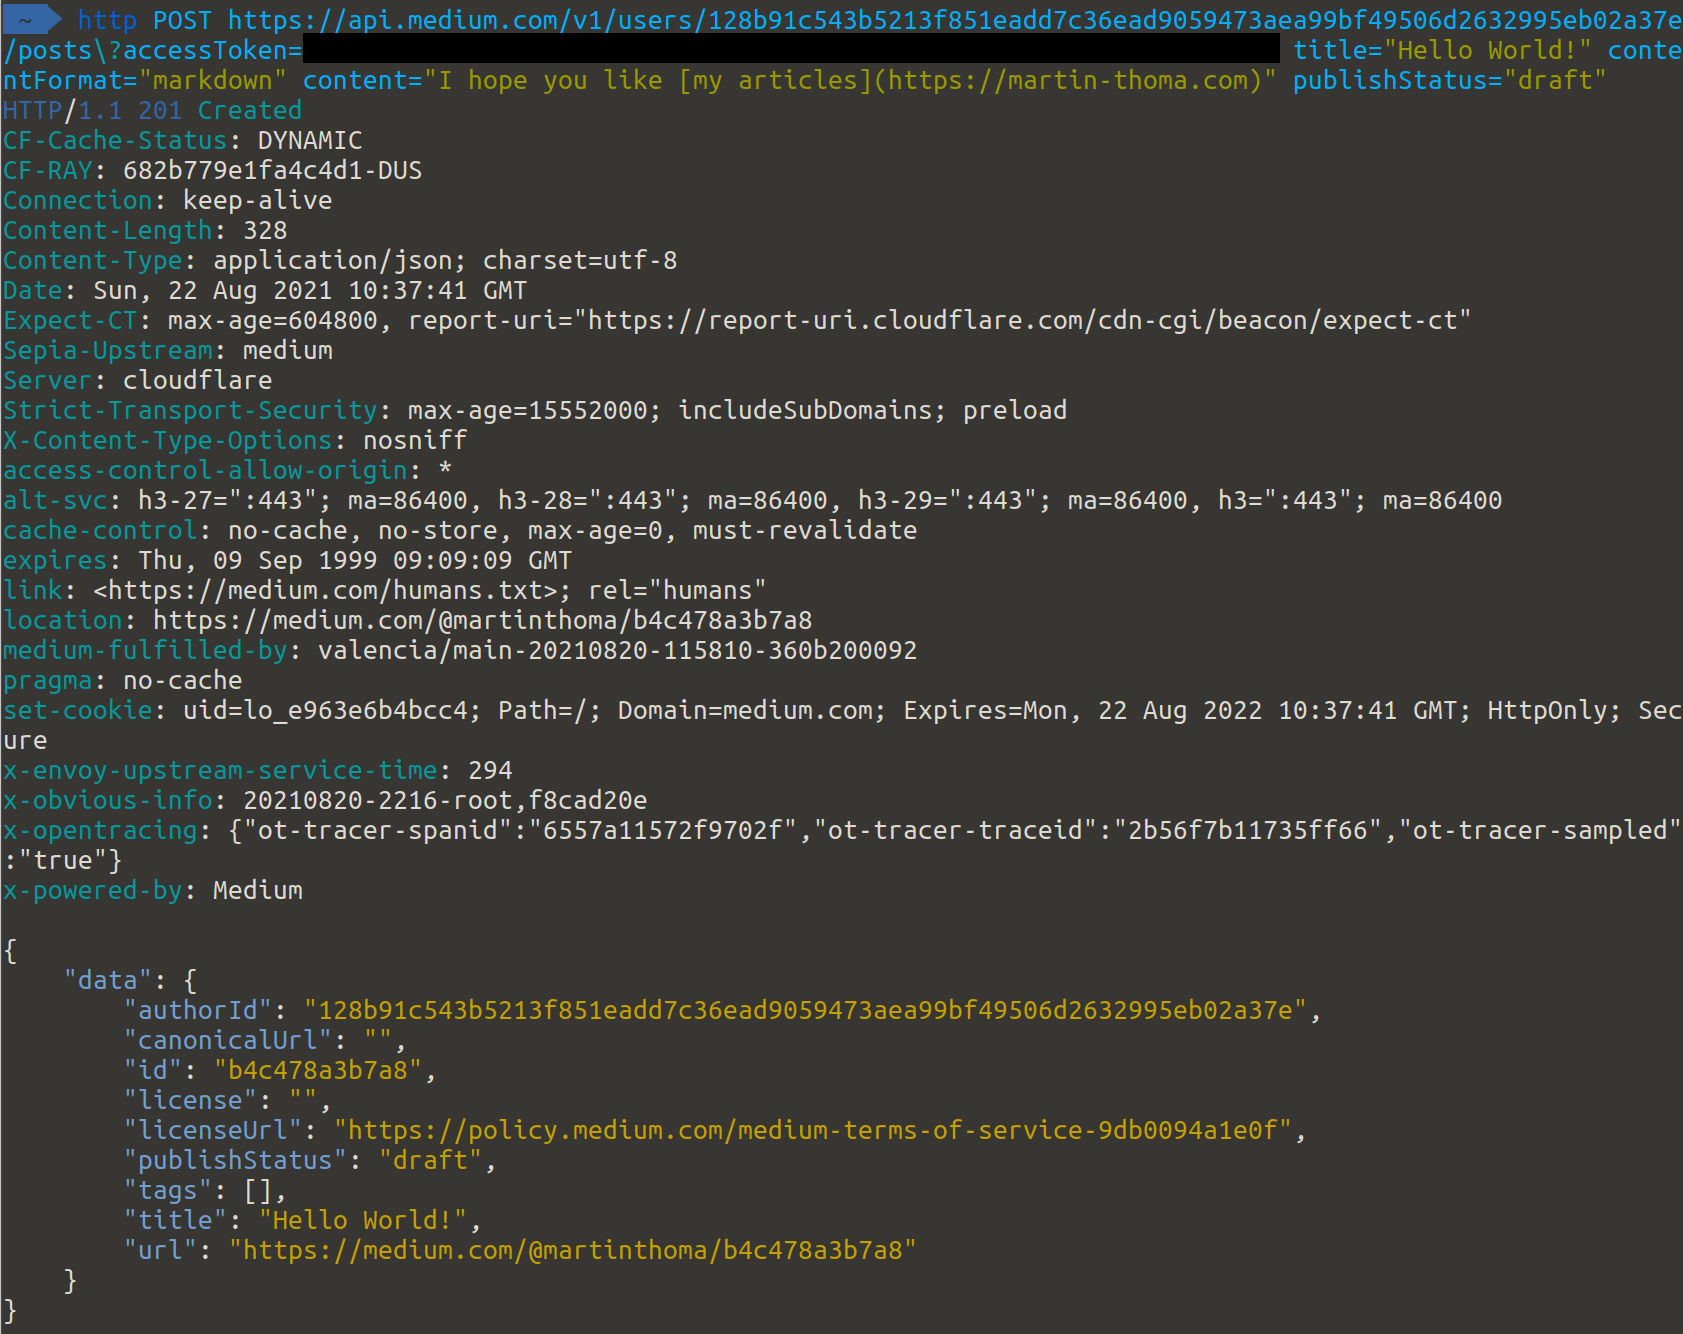 ~ http POST https://api.medium.com/v1/users/128b91c543b5213f851eadd7c36ead9059473aea99bf49506d2632995eb02a37e
/posts\?accessToken= title="Hello World!" conte
ntFormat="markdown" content="I hope you like [my articles](https://martin-thoma.com)" publishStatus="draft"
HTTP/1.1 201 Created
CF-Cache-Status: DYNAMIC
CF-RAY: 682b779e1fa4c4d1-DUS
Connection: keep-alive
Content-Length: 328
Content-Type: application/json; charset=utf-8
Date: Sun, 22 Aug 2021 10:37:41 GMT
Expect-CT: max-age=604800, report-uri="https://report-uri.cloudflare.com/cdn-cgi/beacon/expect-ct"
Sepia-Upstream: medium
Server: cloudflare
Strict-Transport-Security: max-age=15552000; includeSubDomains; preload
X-Content-Type-Options: nosniff
access-control-allow-origin: *
alt-svc: h3-27=":443"; ma=86400, h3-28=":443"; ma=86400, h3-29=":443"; ma=86400, h3=":443"; ma=86400
cache-control: no-cache, no-store, max-age=0, must-revalidate
expires: Thu, 09 Sep 1999 09:09:09 GMT
link: <https://medium.com/humans.txt>; rel="humans"
location: https://medium.com/@martinthoma/b4c478a3b7a8
medium-fulfilled-by: valencia/main-20210820-115810-360b200092
pragma: no-cache
set-cookie: uid=lo_e963e6b4bcc4; Path=/; Domain=medium.com; Expires=Mon, 22 Aug 2022 10:37:41 GMT; HttpOnly; Sec
ure
x-envoy-upstream-service-time: 294
x-obvious-info: 20210820-2216-root,f8cad20e
x-opentracing: {"ot-tracer-spanid":"6557a11572f9702f","ot-tracer-traceid":"2b56f7b11735ff66","ot-tracer-sampled"
:"true"}
x-powered-by: Medium
{
"data": {
"authorId": "128b91c543b5213f851eadd7c36ead9059473aea99bf49506d2632995eb02a37e",
"canonicalUrl": "",
"id": "b4c478a3b7a8",
"license": "",
"licenseUrl": "https://policy.medium.com/medium-terms-of-service-9db0094a1e0f",
"publishStatus": "draft",
"tags": [],
"title": "Hello World!",
"url": "https://medium.com/@martinthoma/b4c478a3b7a8"
}
}